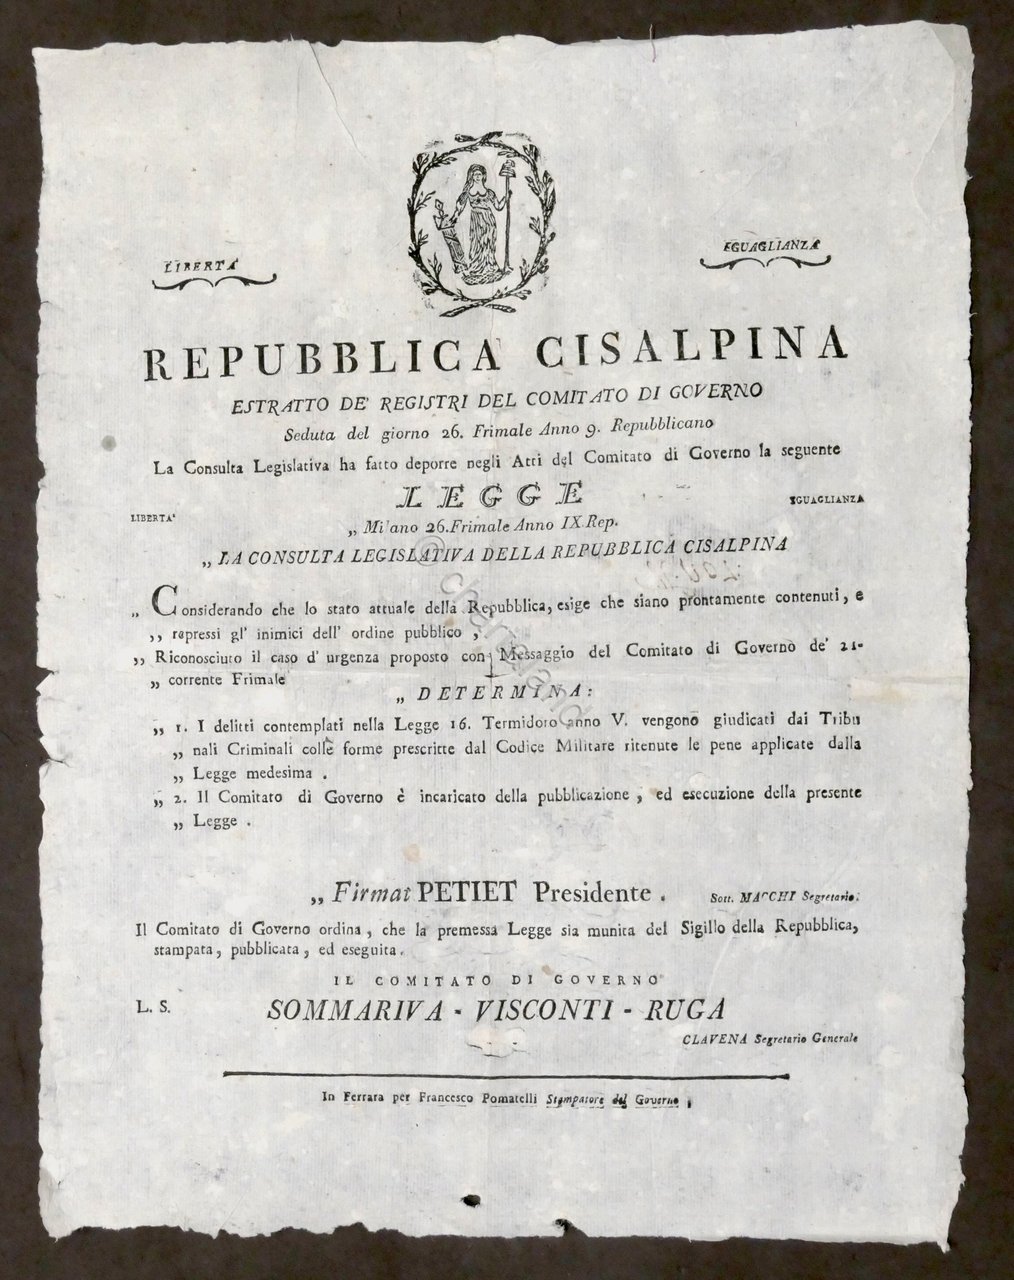 LIBERTA'
EGUAGLIANZA
REPUBBLICA CISALPINA
ESTRATTO DE' REGISTRI DEL COMITATO DI GOVERNO
Seduta del giorno 26. Frimale Anno 9. Repubblicano
La Consulta Legislativa ha fatto deporre negli Atti del Comitato di Governo la seguente
LEGGE
LIBERTA'
EGUAGLIANZA
„ Milano 26. Frimale Anno IX Rep.
„ LA CONSULTA LEGISLATIVA DELLA REPUBBLICA CISALPINA
„ Considerando che lo stato attuale della Repubblica, esige che siano prontamente contenuti, e
„ repressi gl' inimici dell' ordine pubblico,
„ Riconosciuto il caso d' urgenza proposto con Messaggio del Comitato di Governo de' 21-
„ corrente Frimale
„ DETERMINA:
„ 1. I delitti contemplati nella Legge 16. Termidoro anno V. vengono giudicati dai Tribu
„ nali Criminali colle forme prescritte dal Codice Militare ritenute le pene applicate dalla
„ Legge medesima .
„ 2. Il Comitato di Governo è incaricato della pubblicazione, ed esecuzione della presente
„ Legge .
„ Firmat PETIET Presidente .
Sott. MACCHI Segretario.
Il Comitato di Governo ordina, che la premessa Legge sia munita del Sigillo della Repubblica,
stampata, pubblicata, ed eseguita.
IL COMITATO DI GOVERNO
L. S.
SOMMARIVA - VISCONTI - RUGA
CLAVENA Segretario Generale
In Ferrara per Francesco Pomatelli Stampatore del Governo,
© charta